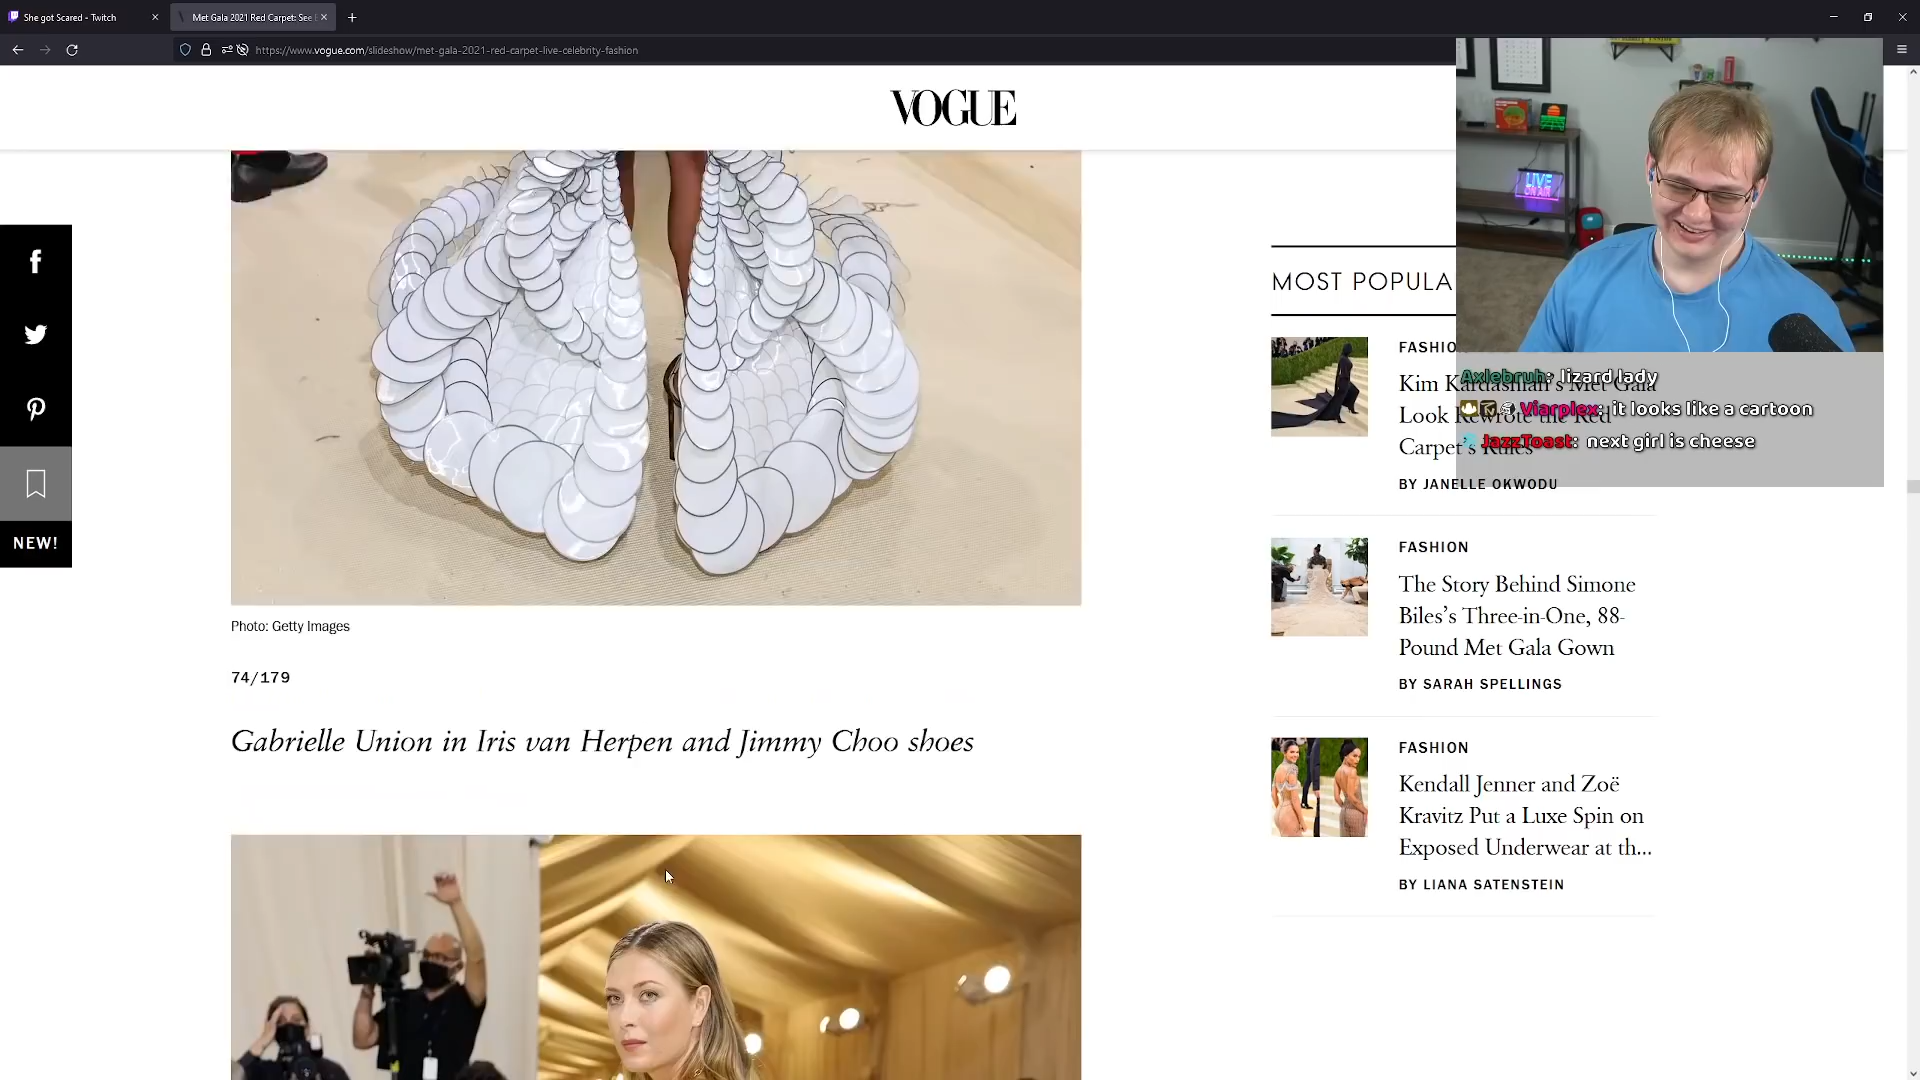 She got Scared - Twitch
Met Gala 2021 Red Carpet: See
https://www.vogue.com/slideshow/met-gala-2021-red-carpet-live-celebrity-fashion
VOGUE
NEW!
Photo: Getty Images
74/179
Gabrielle Union in Iris van Herpen and Jimmy Choo shoes
MOST POPULA
FASHIO
Kim Kardashian's Met Gala
Look Rewrote the Red
Carpet's Rules
BY JANELLE OKWODU
FASHION
The Story Behind Simone
Biles's Three-in-One, 88-
Pound Met Gala Gown
BY SARAH SPELLINGS
FASHION
Kendall Jenner and Zoë
Kravitz Put a Luxe Spin on
Exposed Underwear at th...
BY LIANA SATENSTEIN
LIVE
ON AIR
Axlebruh: lizard lady
Viarplex: it looks like a cartoon
JazzToast: next girl is cheese